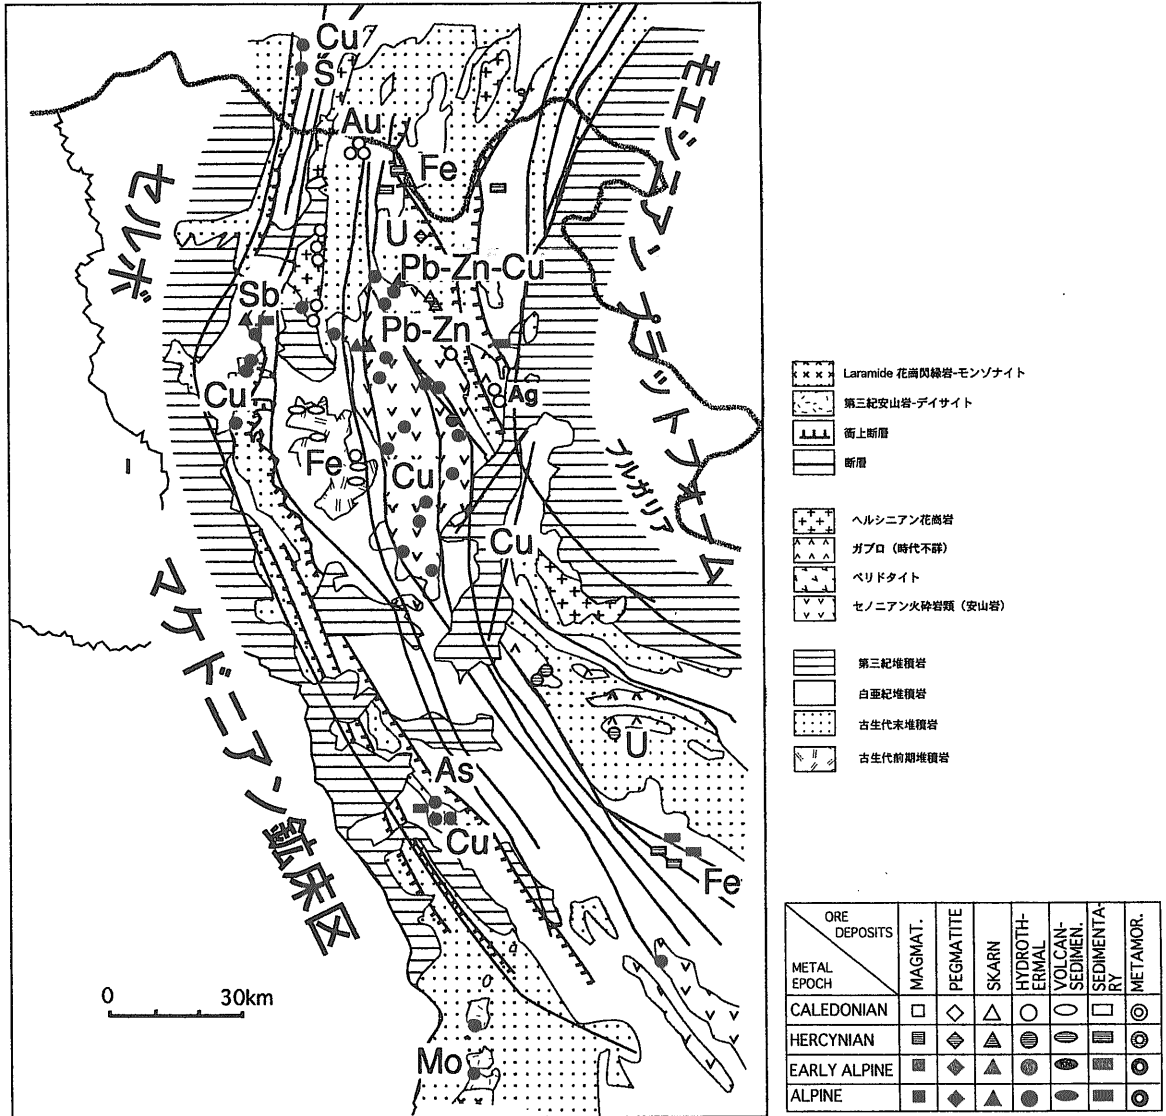 Cu
S
Au
Fe
モエジーアン プラットフォーム
セルボ
U
Pb-Zn-Cu
Sb
Pb-Zn
Cu
Ag
ブルガリア
Fe
Cu
Cu
マケドニアン鉱床区
U
As
Cu
Fe
Mo
0 30km
Laramide 花崗閃緑岩-モンゾナイト
第三紀安山岩-デイサイト
衝上断層
断層
ヘルシニアン花崗岩
ガブロ（時代不詳）
ペリドタイト
セノニアン火砕岩類（安山岩）
第三紀堆積岩
白亜紀堆積岩
古生代末堆積岩
古生代前期堆積岩
ORE DEPOSITS
METAL EPOCH
MAGMAT.
PEGMATITE
SKARN
HYDROTH-
ERMAL
VOLCAN-
SEDIMEN.
SEDIMENTA-
RY
METAMOR.
CALEDONIAN
HERCYNIAN
EARLY ALPINE
ALPINE